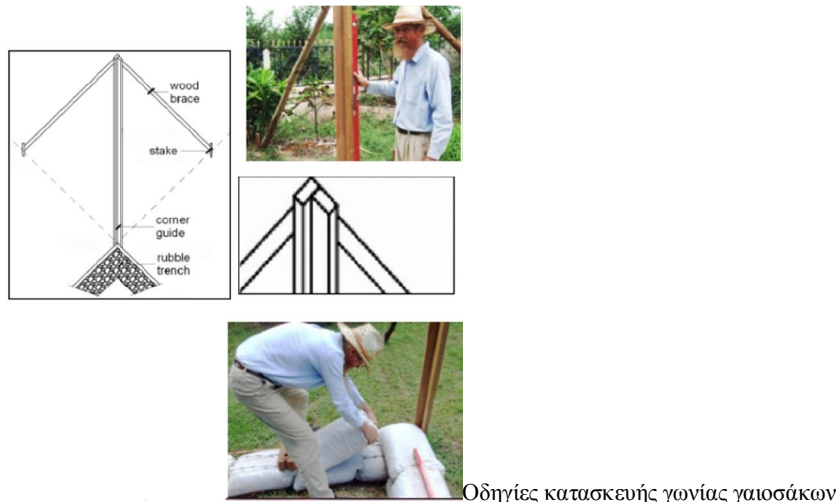 wood
brace
stake
corner
guide
rubble
trench
Οδηγίες κατασκευής γωνίας γαιοσάκων